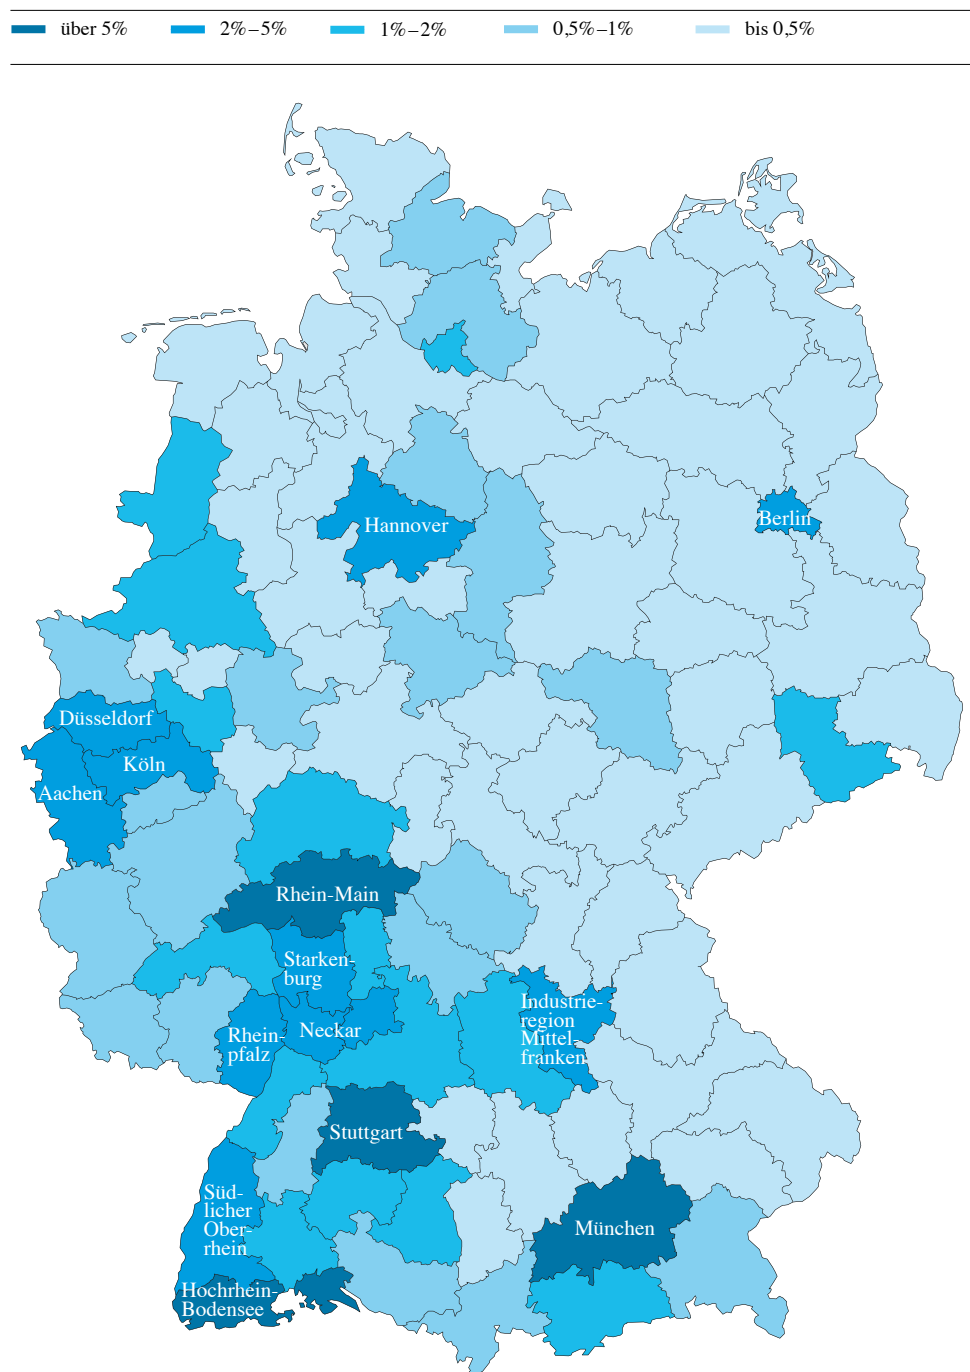 über 5% 2%–5% 1%–2% 0,5%–1% bis 0,5%
Berlin
Hannover
Düsseldorf
Köln
Aachen
Rhein-Main
Starken-
burg
Industrie-
region
Mittel-
franken
Neckar
Rhein-
pfalz
Stuttgart
Süd-
licher
Ober-
rhein
München
Hochrhein-
Bodensee